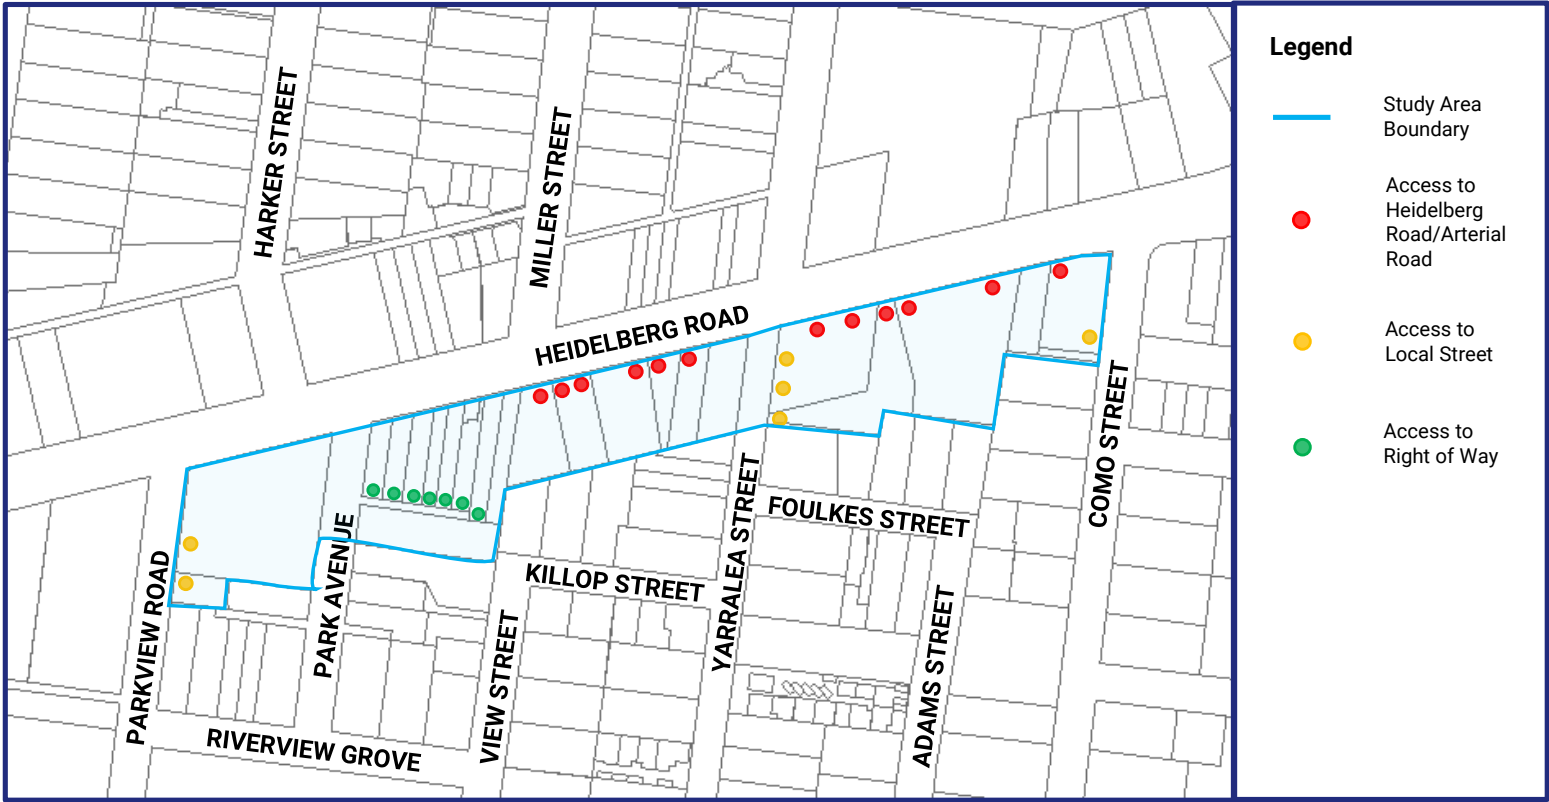 HARKER STREET
MILLER STREET
HEIDELBERG ROAD
PARKVIEW ROAD
PARK AVENUE
VIEW STREET
KILLOP STREET
YARRALEA STREET
FOULKES STREET
ADAMS STREET
COMO STREET
RIVERVIEW GROVE
Legend
Study Area
Boundary
Access to
Heidelberg
Road/Arterial
Road
Access to
Local Street
Access to
Right of Way